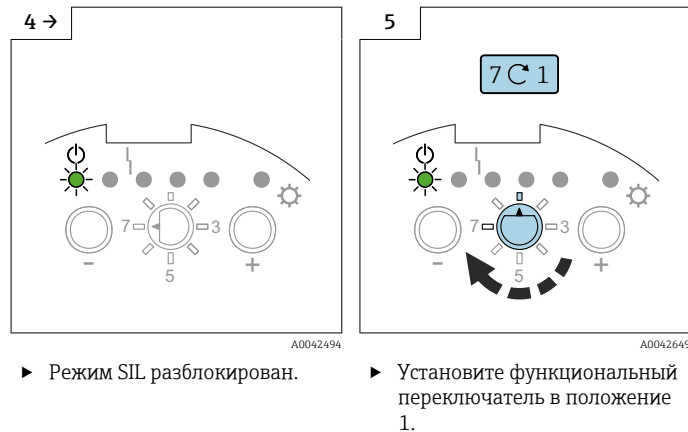 4 →
7
3
5
-
+
A0042494
► Режим SIL разблокирован.
5
7 ↻ 1
7
3
5
-
+
A0042649
► Установите функциональный
переключатель в положение
1.